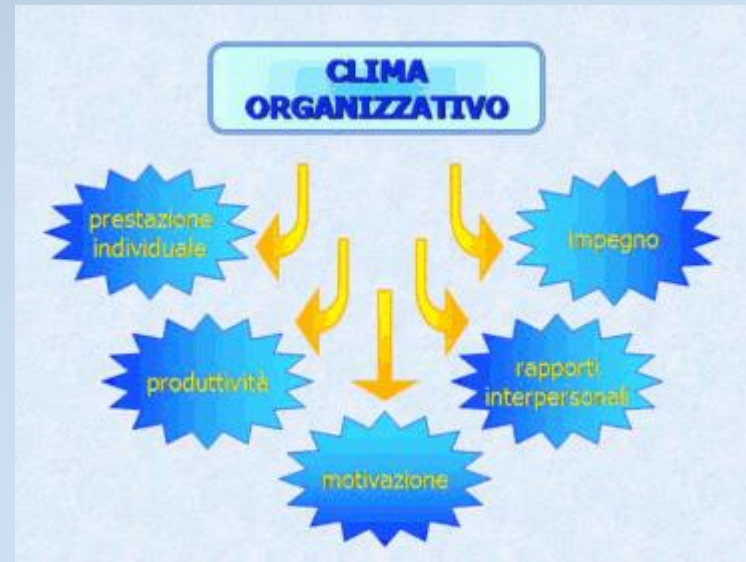 CLIMA
ORGANIZZATIVO
prestazione
individuale
impegno
produttività
rapporti
interpersonali
motivazione